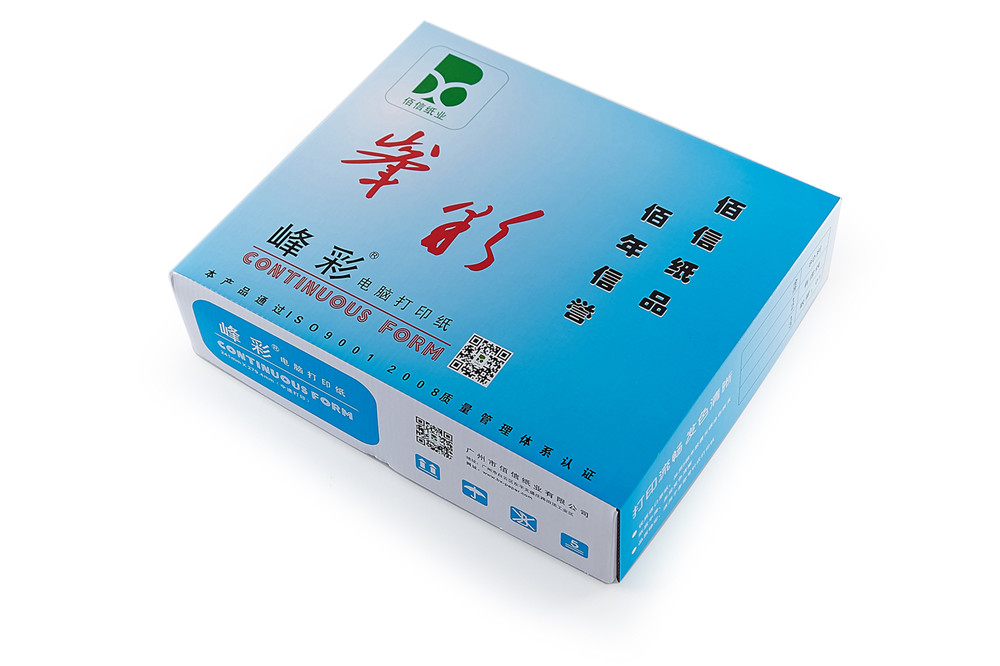 佰信纸业
峰彩
佰信纸品
佰年信誉
峰彩® 电脑打印纸
CONTINUOUS FORM
本产品通过ISO9001 2008质量管理体系认证
峰彩® 电脑打印纸
CONTINUOUS FORM
广州市佰信纸业有限公司
5
打印流畅 发色清晰